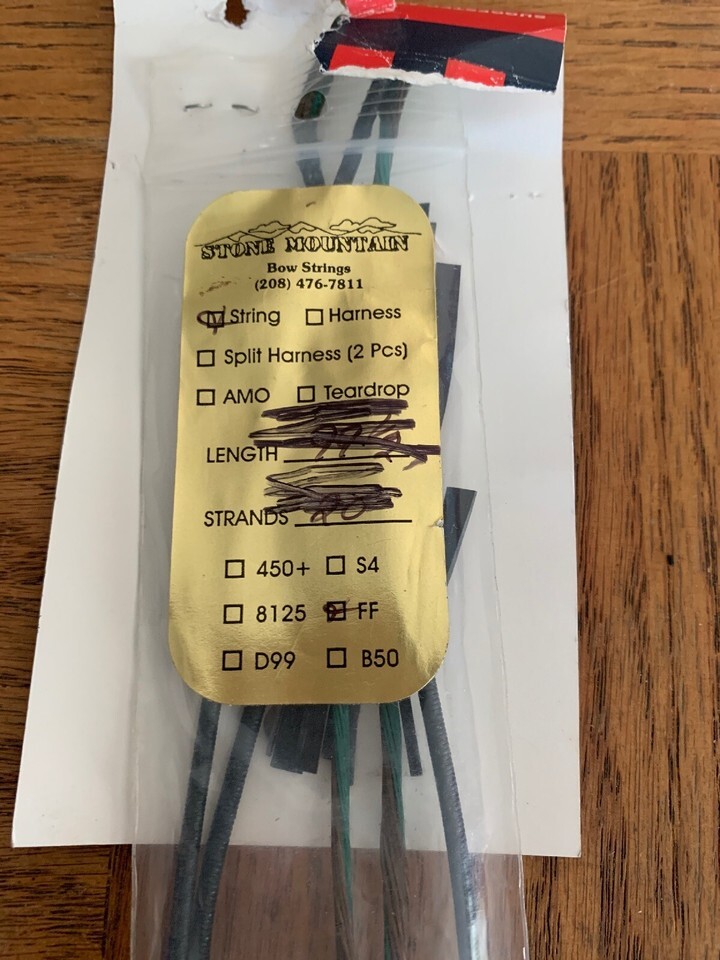 STONE MOUNTAIN
Bow Strings
(208) 476-7811
String Harness
Split Harness (2 Pcs)
AMO Teardrop
LENGTH
STRANDS
450+ S4
8125 FF
D99 B50